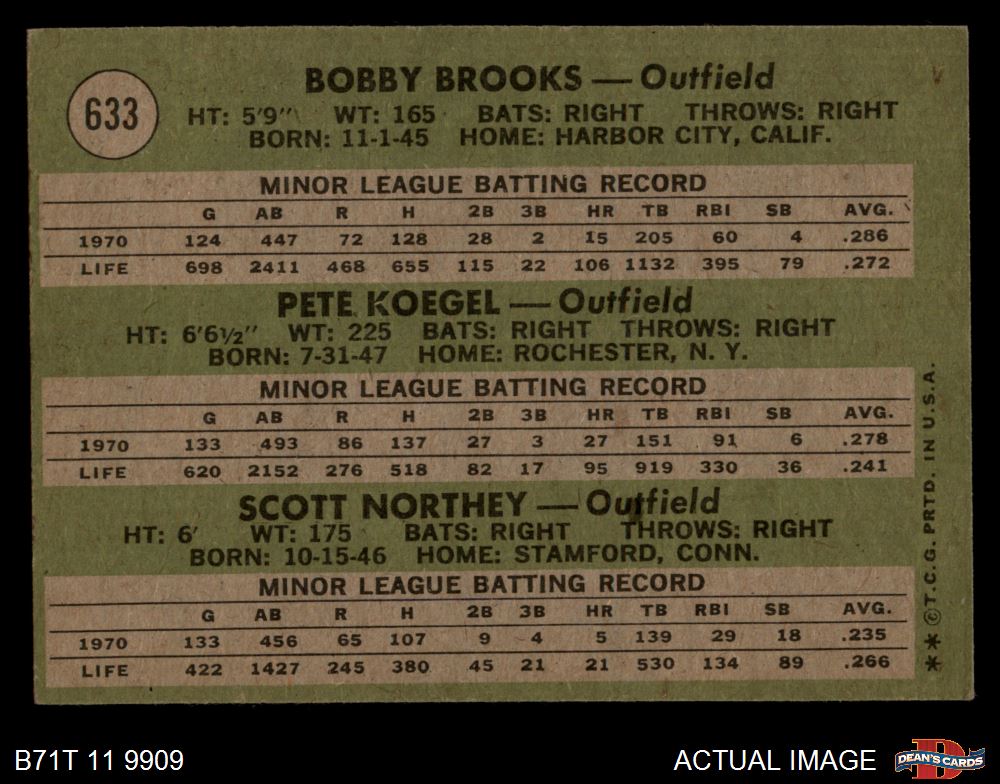 633
BOBBY BROOKS — Outfield
HT: 5'9" WT: 165 BATS: RIGHT THROWS: RIGHT
BORN: 11-1-45 HOME: HARBOR CITY, CALIF.
MINOR LEAGUE BATTING RECORD
G AB R H 2B 3B HR TB RBI SB AVG.
1970 124 447 72 128 28 2 15 205 60 4 .286
LIFE 698 2411 468 655 115 22 106 1132 395 79 .272
PETE KOEGEL — Outfield
HT: 6'6½" WT: 225 BATS: RIGHT THROWS: RIGHT
BORN: 7-31-47 HOME: ROCHESTER, N. Y.
MINOR LEAGUE BATTING RECORD
G AB R H 2B 3B HR TB RBI SB AVG.
1970 133 493 86 137 27 3 27 151 91 6 .278
LIFE 620 2152 276 518 82 17 95 919 330 36 .241
SCOTT NORTHEY — Outfield
HT: 6' WT: 175 BATS: RIGHT THROWS: RIGHT
BORN: 10-15-46 HOME: STAMFORD, CONN.
MINOR LEAGUE BATTING RECORD
G AB R H 2B 3B HR TB RBI SB AVG.
1970 133 456 65 107 9 4 5 139 29 18 .235
LIFE 422 1427 245 380 45 21 21 530 134 89 .266
**©T.C.G. PRTD. IN U.S.A.
B71T 11 9909
ACTUAL IMAGE
DEAN'S CARDS